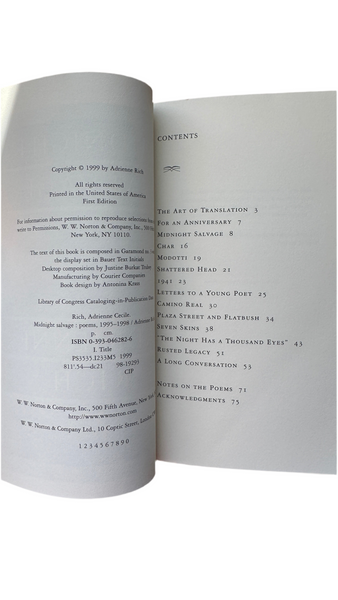 Copyright © 1999 by Adrienne Rich
All rights reserved
Printed in the United States of America
First Edition
For information about permission to reproduce selections
write to Permissions, W. W. Norton & Company, Inc.,
New York, NY 10110.
The text of this book is composed in Garamond
the display set in Bauer Text Initials
Desktop composition by Justine Burkat Trubey
Manufacturing by Courier Companies
Book design by Antonina Krass
Library of Congress Cataloging-in-Publication
Rich, Adrienne Cecile.
Midnight salvage : poems, 1995–1998 / Adrienne
p. cm.
ISBN 0-393-04682-6
I. Title
PS3535.I233M5 1999
811'.54—dc21 98-19291
CIP
W. W. Norton & Company, Inc., 500 Fifth Avenue, New York
http://www.wwnorton.com
W. W. Norton & Company Ltd., 10 Coptic Street,
1 2 3 4 5 6 7 8 9 0
CONTENTS
THE ART OF TRANSLATION 3
FOR AN ANNIVERSARY 7
MIDNIGHT SALVAGE 8
CHAR 16
MODOTTI 19
SHATTERED HEAD 21
1941 23
LETTERS TO A YOUNG POET 25
CAMINO REAL 30
PLAZA STREET AND FLATBUSH 34
SEVEN SKINS 38
"THE NIGHT HAS A THOUSAND EYES" 43
RUSTED LEGACY 51
A LONG CONVERSATION 53
NOTES ON THE POEMS 71
ACKNOWLEDGMENTS 75